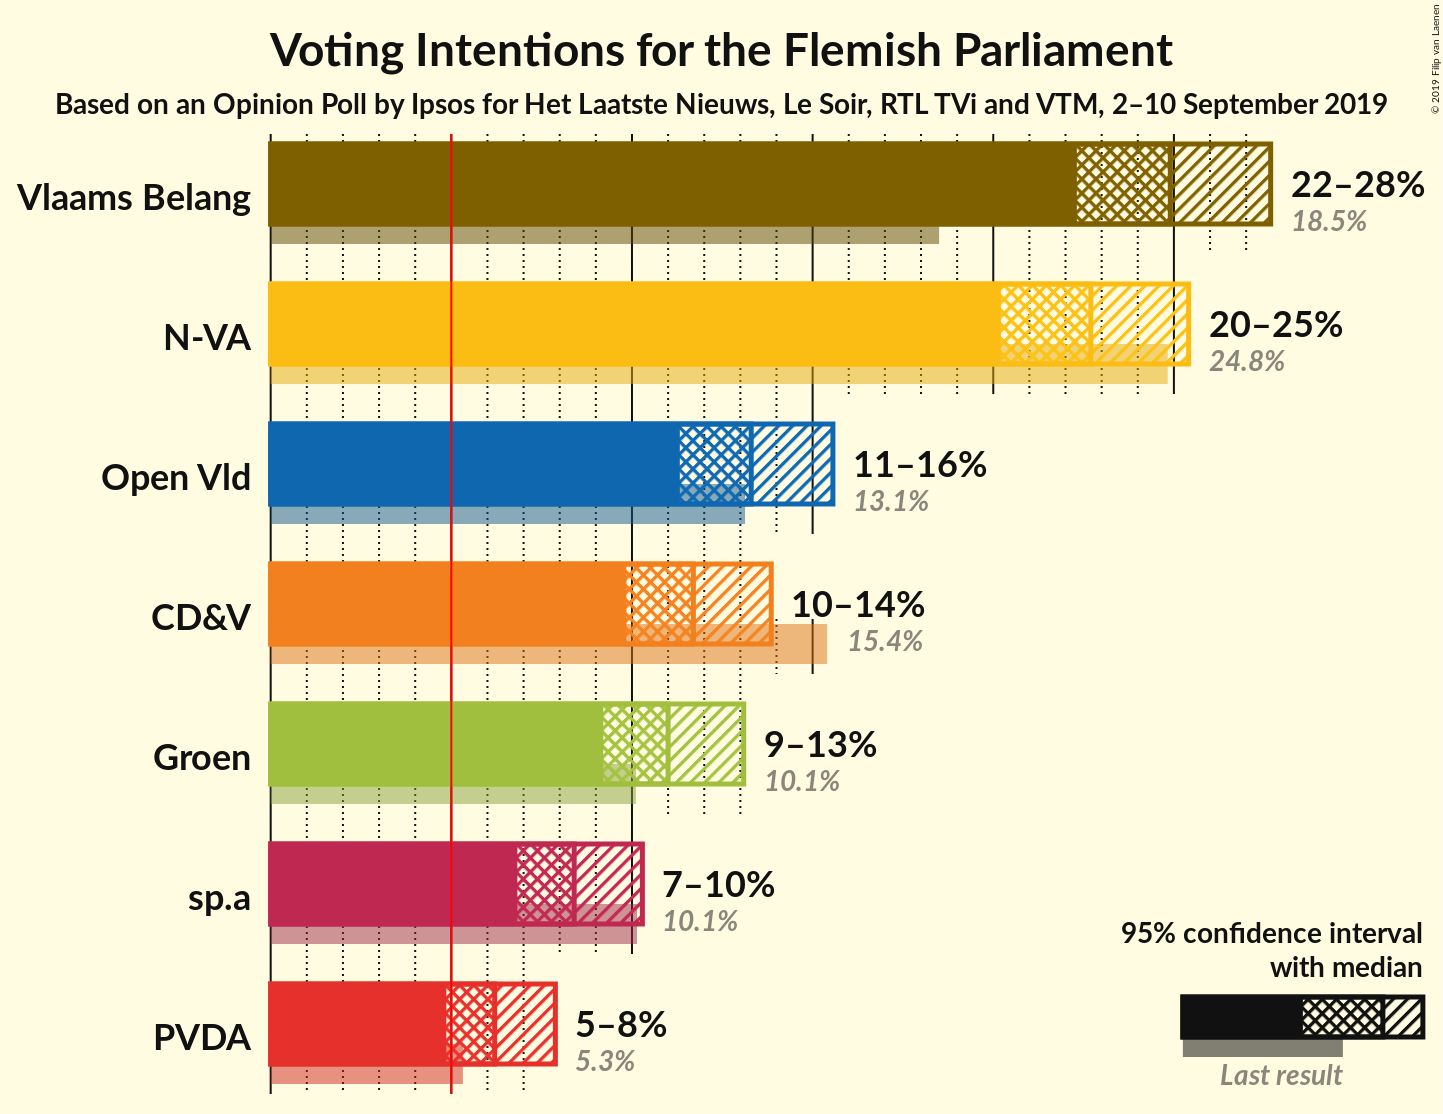 Voting Intentions for the Flemish Parliament
Based on an Opinion Poll by Ipsos for Het Laatste Nieuws, Le Soir, RTL TVi and VTM, 2–10 September 2019
© 2019 Filip van Laenen
Vlaams Belang
22–28%
18.5%
N-VA
20–25%
24.8%
Open Vld
11–16%
13.1%
CD&V
10–14%
15.4%
Groen
9–13%
10.1%
sp.a
7–10%
10.1%
PVDA
5–8%
5.3%
95% confidence interval
with median
Last result